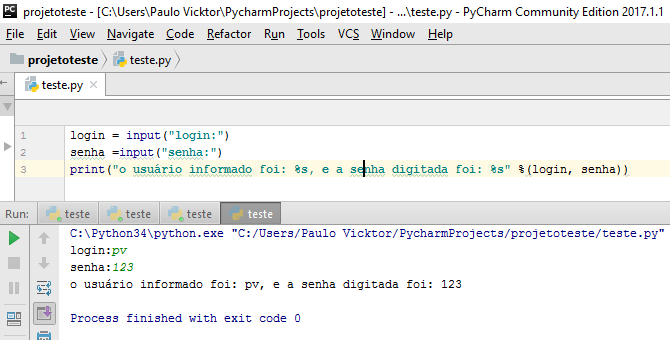 PC projetoteste - [C:\Users\Paulo Vicktor\PycharmProjects\projetoteste] - ...\teste.py - PyCharm Community Edition 2017.1.1
File Edit View Navigate Code Refactor Run Tools VCS Window Help
projetoteste teste.py
teste.py
1 login = input("login:")
2 senha =input("senha:")
3 print("o usuário informado foi: %s, e a senha digitada foi: %s" %(login, senha))
Run: teste teste teste teste
C:\Python34\python.exe "C:/Users/Paulo Vicktor/PycharmProjects/projetoteste/teste.py"
login:pv
senha:123
o usuário informado foi: pv, e a senha digitada foi: 123
Process finished with exit code 0